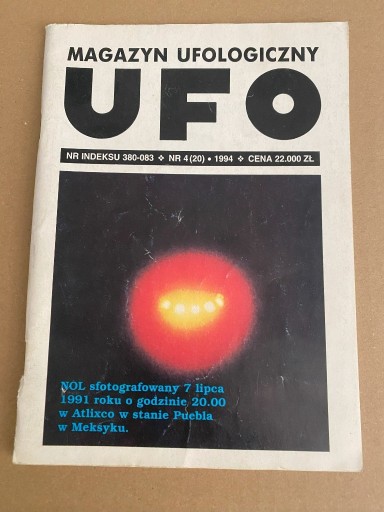 MAGAZYN UFOLOGICZNY
UFO
NR INDEKSU 380-083 ❖ NR 4(20) • 1994 ❖ CENA 22.000 ZŁ
NOL sfotografowany 7 lipca
1991 roku o godzinie 20.00
w Atlixco w stanie Puebla
w Meksyku.